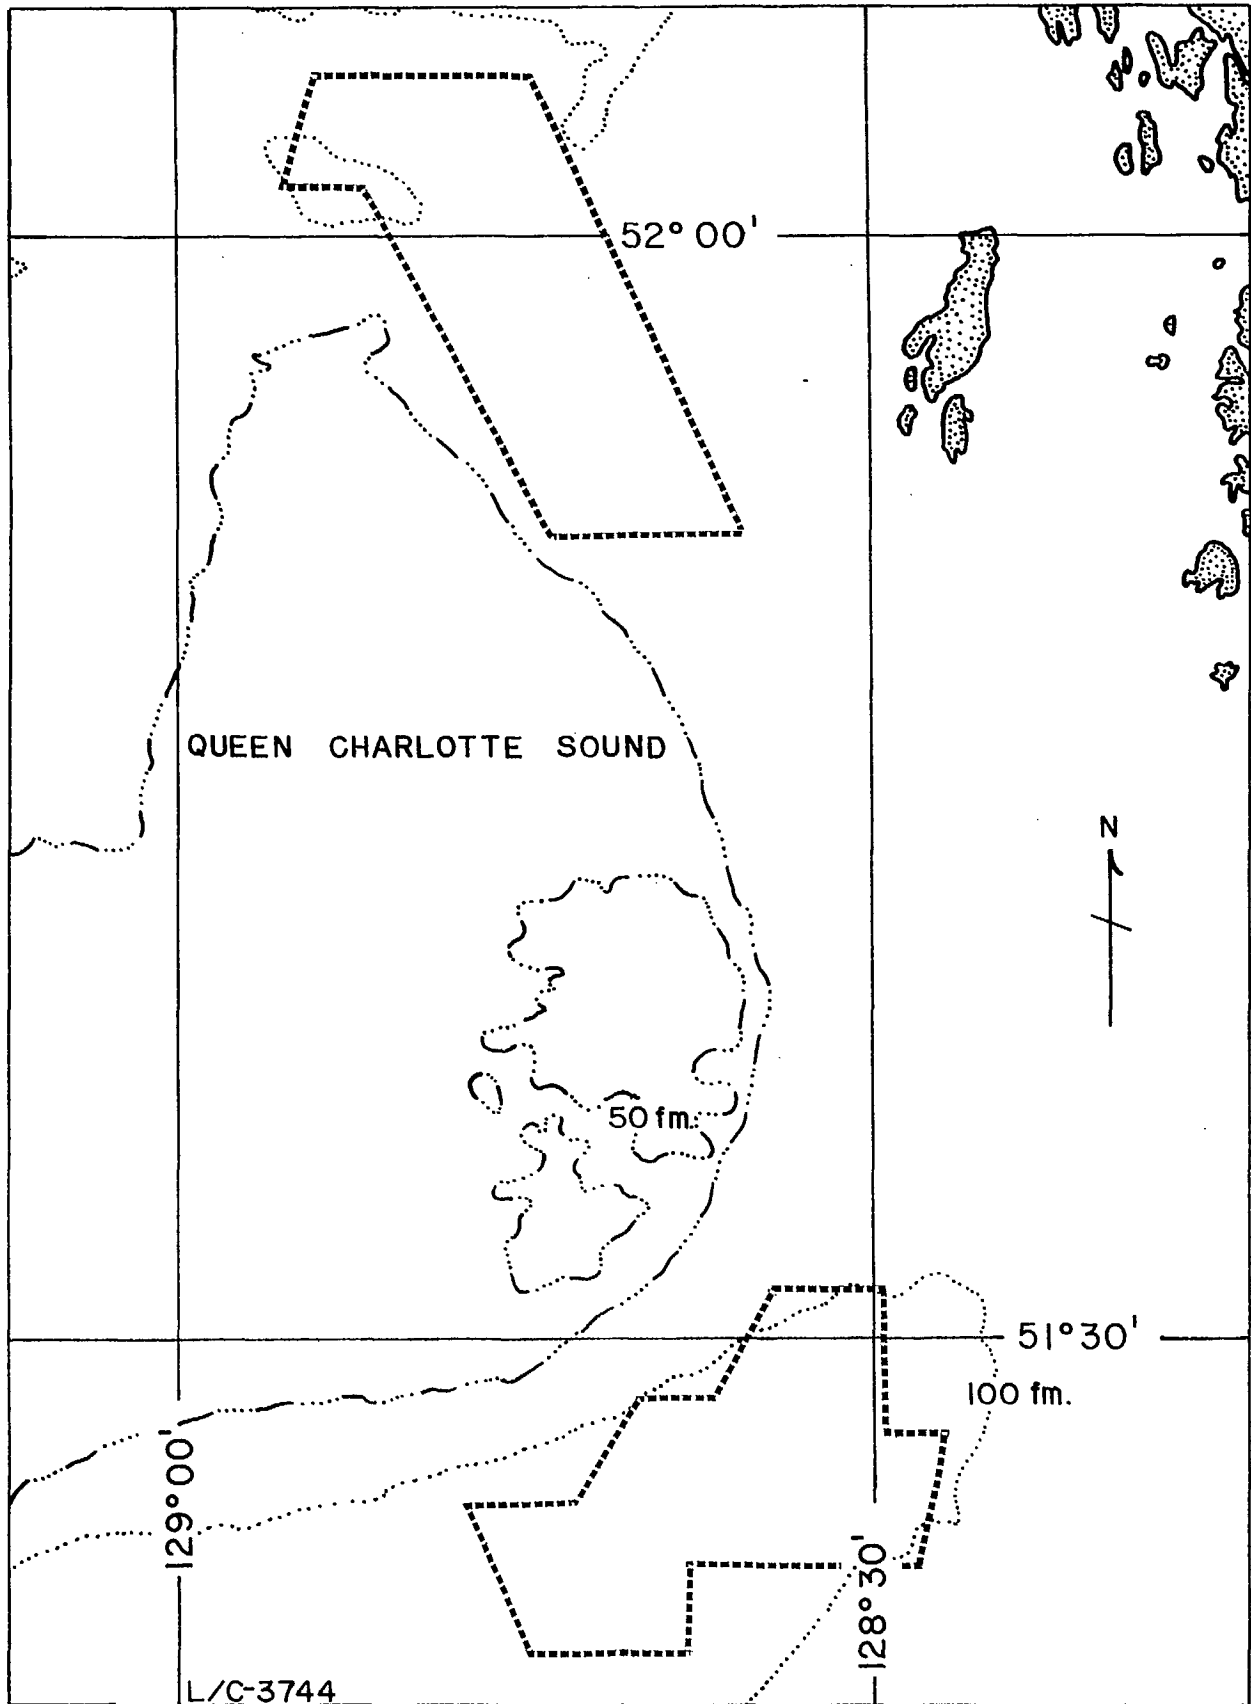 52° 00'
QUEEN CHARLOTTE SOUND
N
50 fm.
51° 30'
100 fm.
129° 00'
128° 30'
L/C-3744